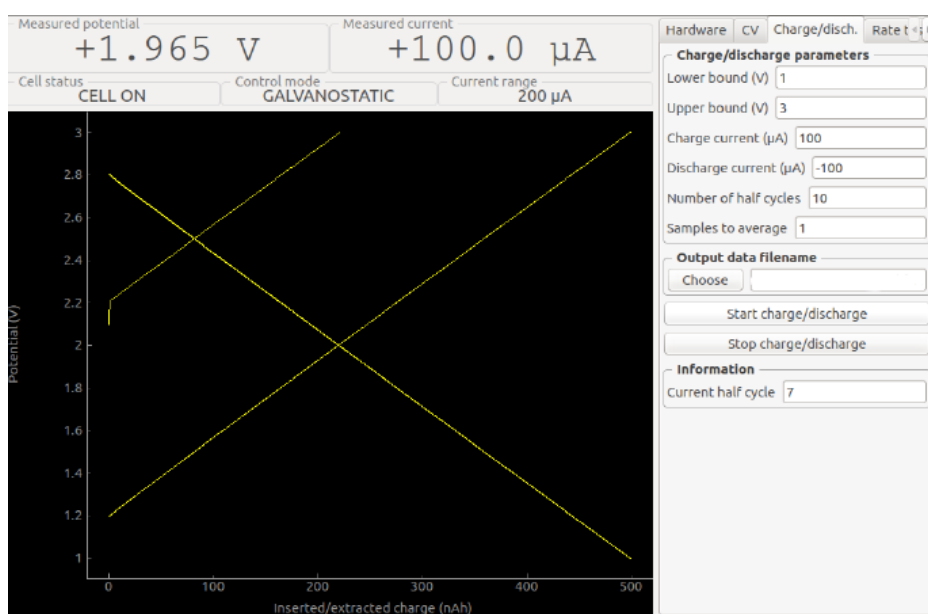 Measured potential
+1.965 V
Measured current
+100.0 µA
Cell status
CELL ON
Control mode
GALVANOSTATIC
Current range
200 µA
Potential (V)
3
2.8
2.6
2.4
2.2
2
1.8
1.6
1.4
1.2
1
0
100
200
300
400
500
Inserted/extracted charge (nAh)
Hardware
CV
Charge/disch.
Rate t
Charge/discharge parameters
Lower bound (V) 1
Upper bound (V) 3
Charge current (µA) 100
Discharge current (µA) -100
Number of half cycles 10
Samples to average 1
Output data filename
Choose
Start charge/discharge
Stop charge/discharge
Information
Current half cycle 7